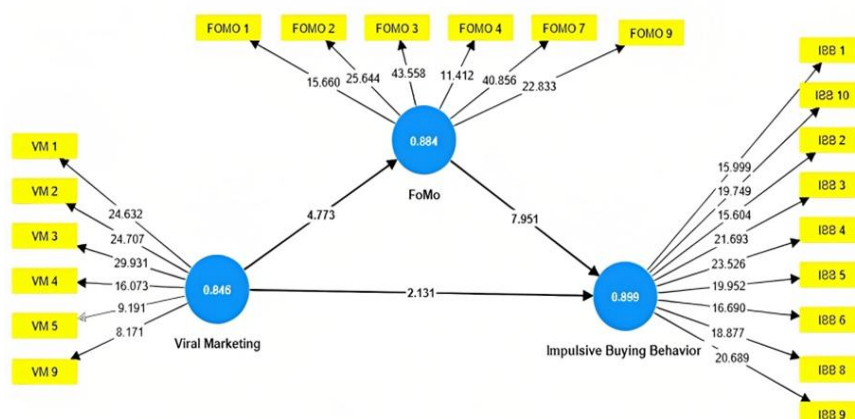 FOMO 1
FOMO 2
FOMO 3
FOMO 4
FOMO 7
FOMO 9
15.660
25.644
43.558
11.412
40.856
22.833
0.884
FoMo
VM 1
VM 2
VM 3
VM 4
VM 5
VM 9
24.632
24.707
29.931
16.073
9.191
8.171
0.846
Viral Marketing
4.773
7.951
2.131
0.899
Impulsive Buying Behavior
15.999
19.749
15.604
21.693
23.526
19.952
16.690
18.877
20.689
IBB 1
IBB 10
IBB 2
IBB 3
IBB 4
IBB 5
IBB 6
IBB 8
IBB 9